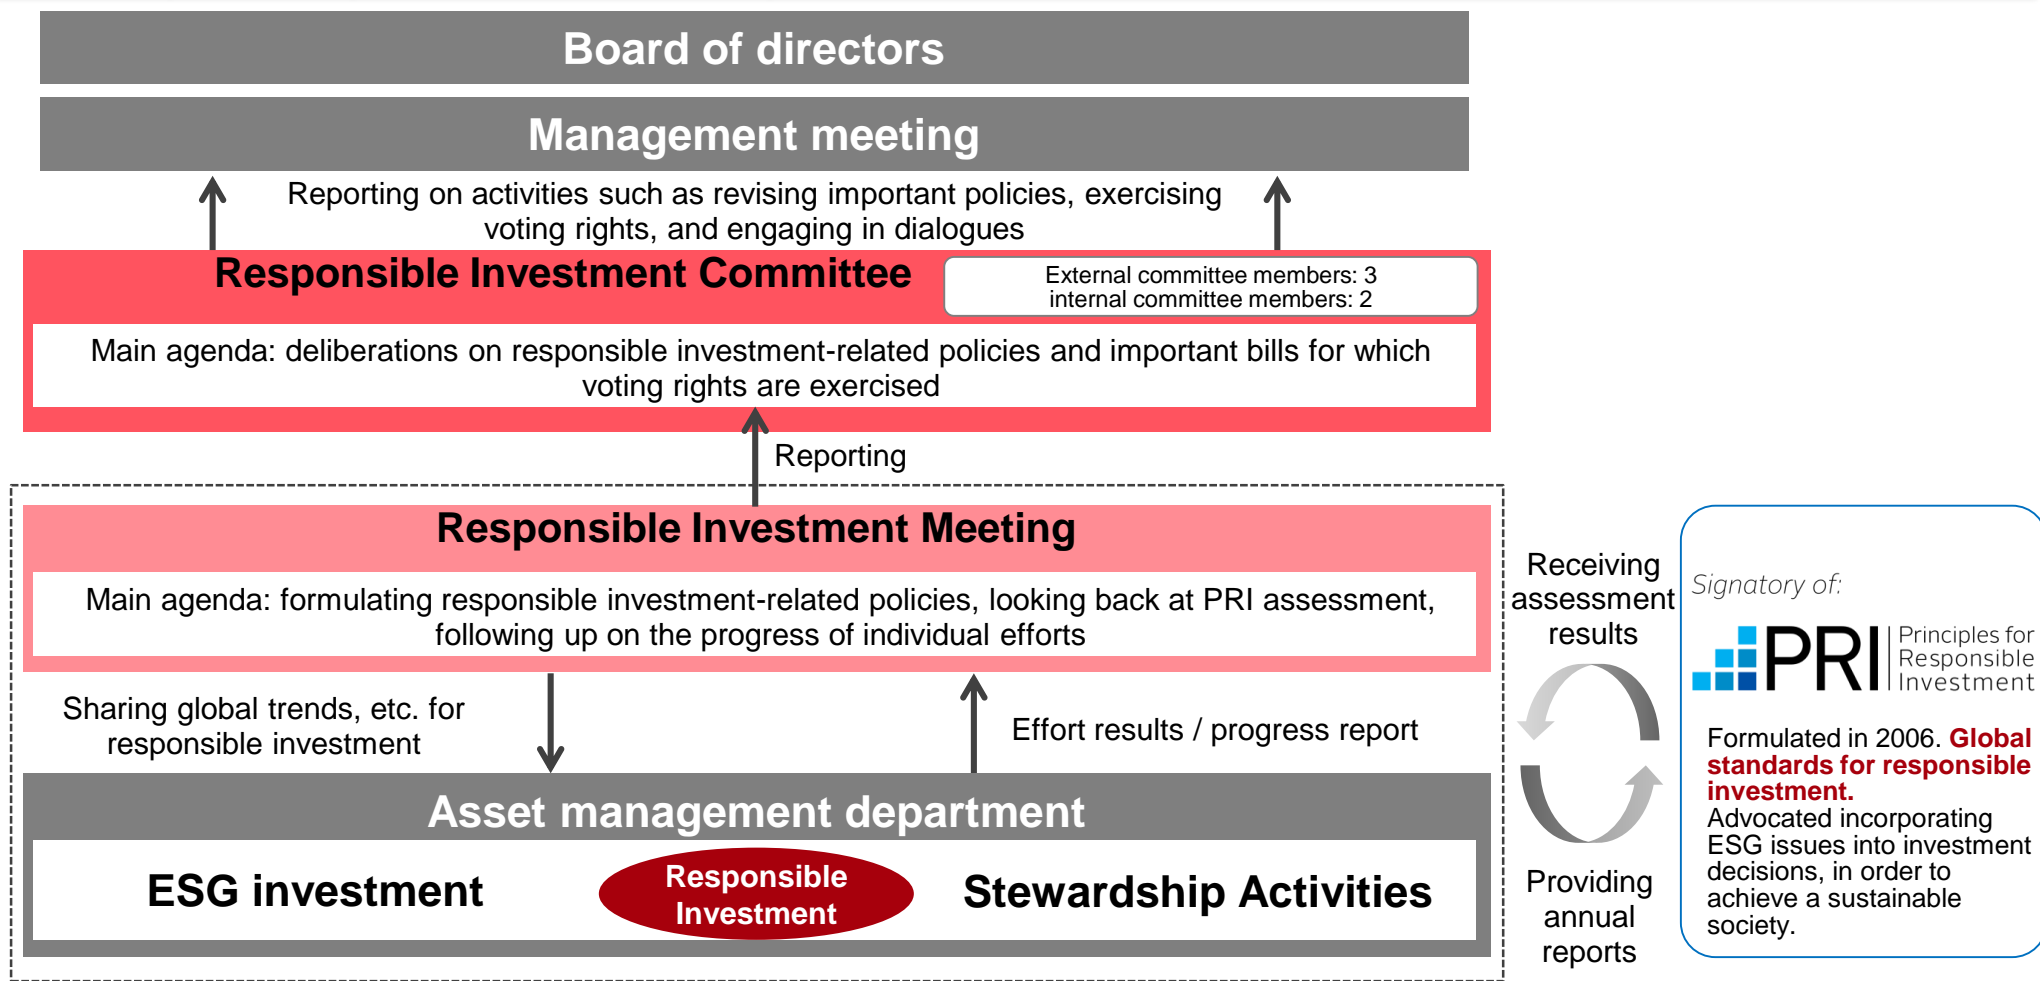 Board of directors
Management meeting
Reporting on activities such as revising important policies, exercising
voting rights, and engaging in dialogues
Responsible Investment Committee
External committee members: 3
internal committee members: 2
Main agenda: deliberations on responsible investment-related policies and important bills for which
voting rights are exercised
Reporting
Responsible Investment Meeting
Main agenda: formulating responsible investment-related policies, looking back at PRI assessment,
following up on the progress of individual efforts
Sharing global trends, etc. for
responsible investment
Effort results / progress report
Asset management department
ESG investment
Responsible
Investment
Stewardship Activities
Receiving
assessment
results
Providing
annual
reports
Signatory of:
PRI
Principles for
Responsible
Investment
Formulated in 2006. Global
standards for responsible
investment.
Advocated incorporating
ESG issues into investment
decisions, in order to
achieve a sustainable
society.